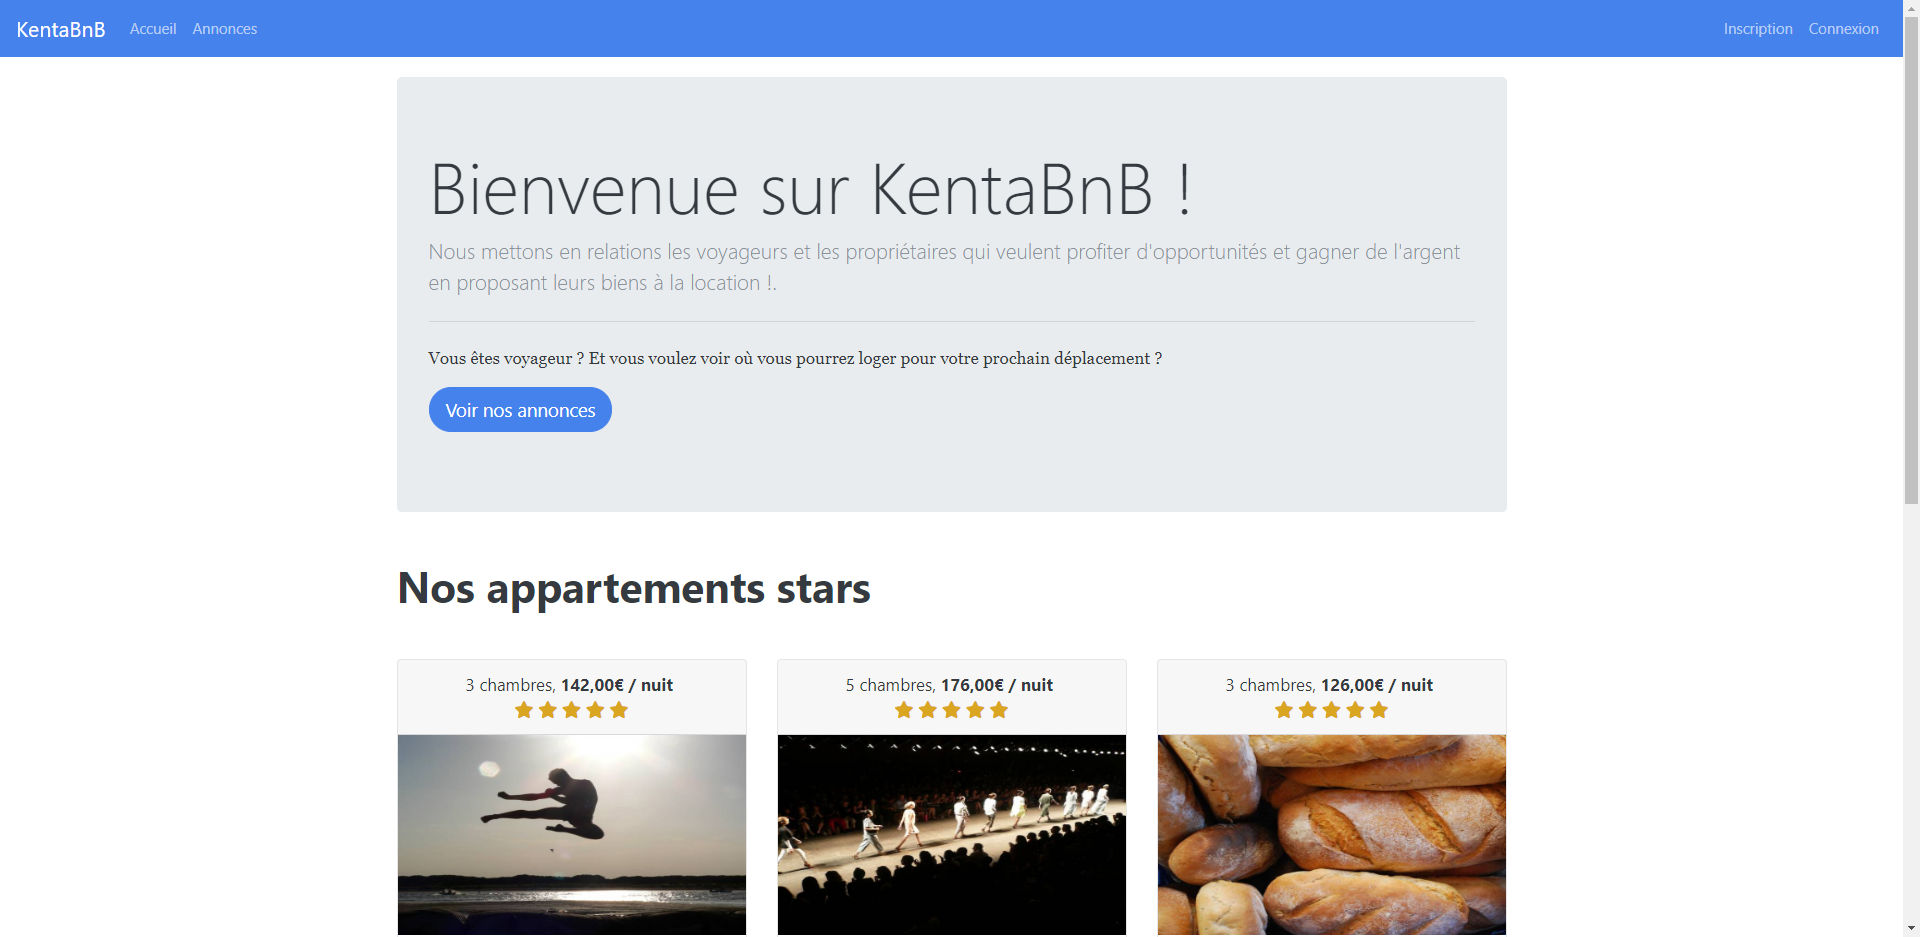 KentaBnB Accueil Annonces Inscription Connexion
Bienvenue sur KentaBnB !
Nous mettons en relations les voyageurs et les propriétaires qui veulent profiter d'opportunités et gagner de l'argent
en proposant leurs biens à la location !.
Vous êtes voyageur ? Et vous voulez voir où vous pourrez loger pour votre prochain déplacement ?
Voir nos annonces
Nos appartements stars
3 chambres, 142,00€ / nuit
5 chambres, 176,00€ / nuit
3 chambres, 126,00€ / nuit